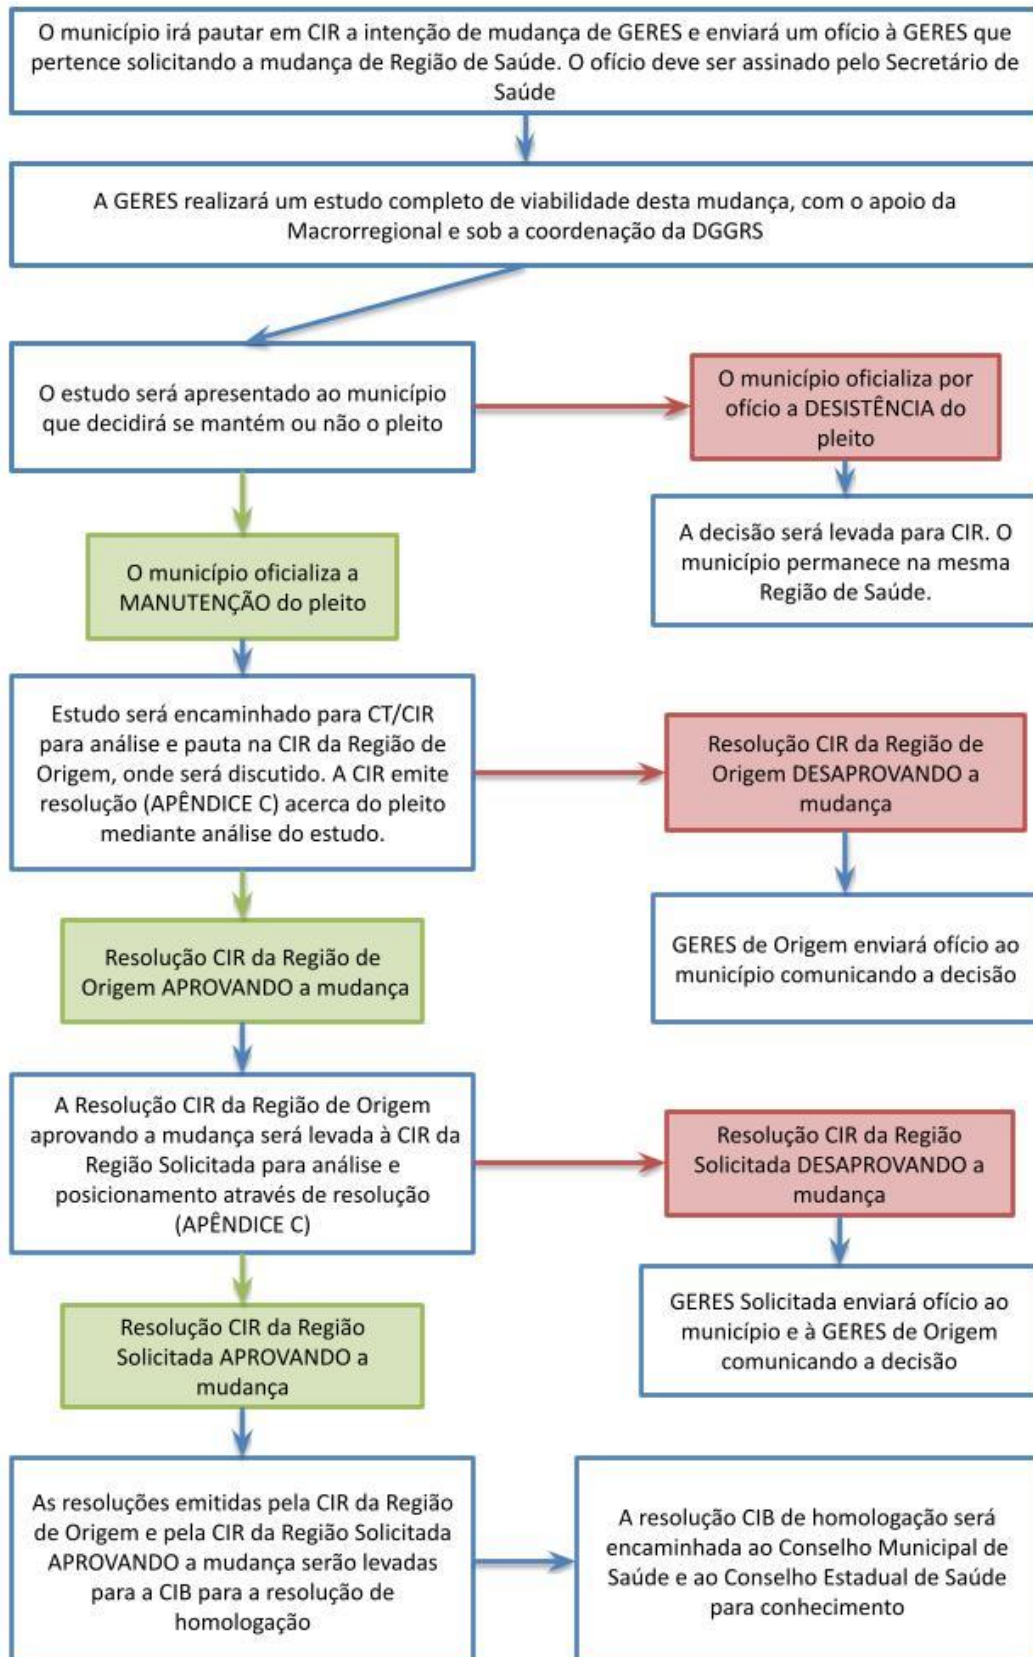 O município irá pautar em CIR a intenção de mudança de GERES e enviará um ofício à GERES que
pertence solicitando a mudança de Região de Saúde. O ofício deve ser assinado pelo Secretário de
Saúde
A GERES realizará um estudo completo de viabilidade desta mudança, com o apoio da
Macrorregional e sob a coordenação da DGGRS
O estudo será apresentado ao município
que decidirá se mantém ou não o pleito
O município oficializa por
ofício a DESISTÊNCIA do
pleito
A decisão será levada para CIR. O
município permanece na mesma
Região de Saúde.
O município oficializa a
MANUTENÇÃO do pleito
Estudo será encaminhado para CT/CIR
para análise e pauta na CIR da Região de
Origem, onde será discutido. A CIR emite
resolução (APÊNDICE C) acerca do pleito
mediante análise do estudo.
Resolução CIR da Região de
Origem DESAPROVANDO a
mudança
GERES de Origem enviará ofício ao
município comunicando a decisão
Resolução CIR da Região de
Origem APROVANDO a mudança
A Resolução CIR da Região de Origem
aprovando a mudança será levada à CIR da
Região Solicitada para análise e
posicionamento através de resolução
(APÊNDICE C)
Resolução CIR da Região
Solicitada DESAPROVANDO a
mudança
GERES Solicitada enviará ofício ao
município e à GERES de Origem
comunicando a decisão
Resolução CIR da Região
Solicitada APROVANDO a
mudança
As resoluções emitidas pela CIR da Região
de Origem e pela CIR da Região Solicitada
APROVANDO a mudança serão levadas
para a CIB para a resolução de
homologação
A resolução CIB de homologação será
encaminhada ao Conselho Municipal de
Saúde e ao Conselho Estadual de Saúde
para conhecimento